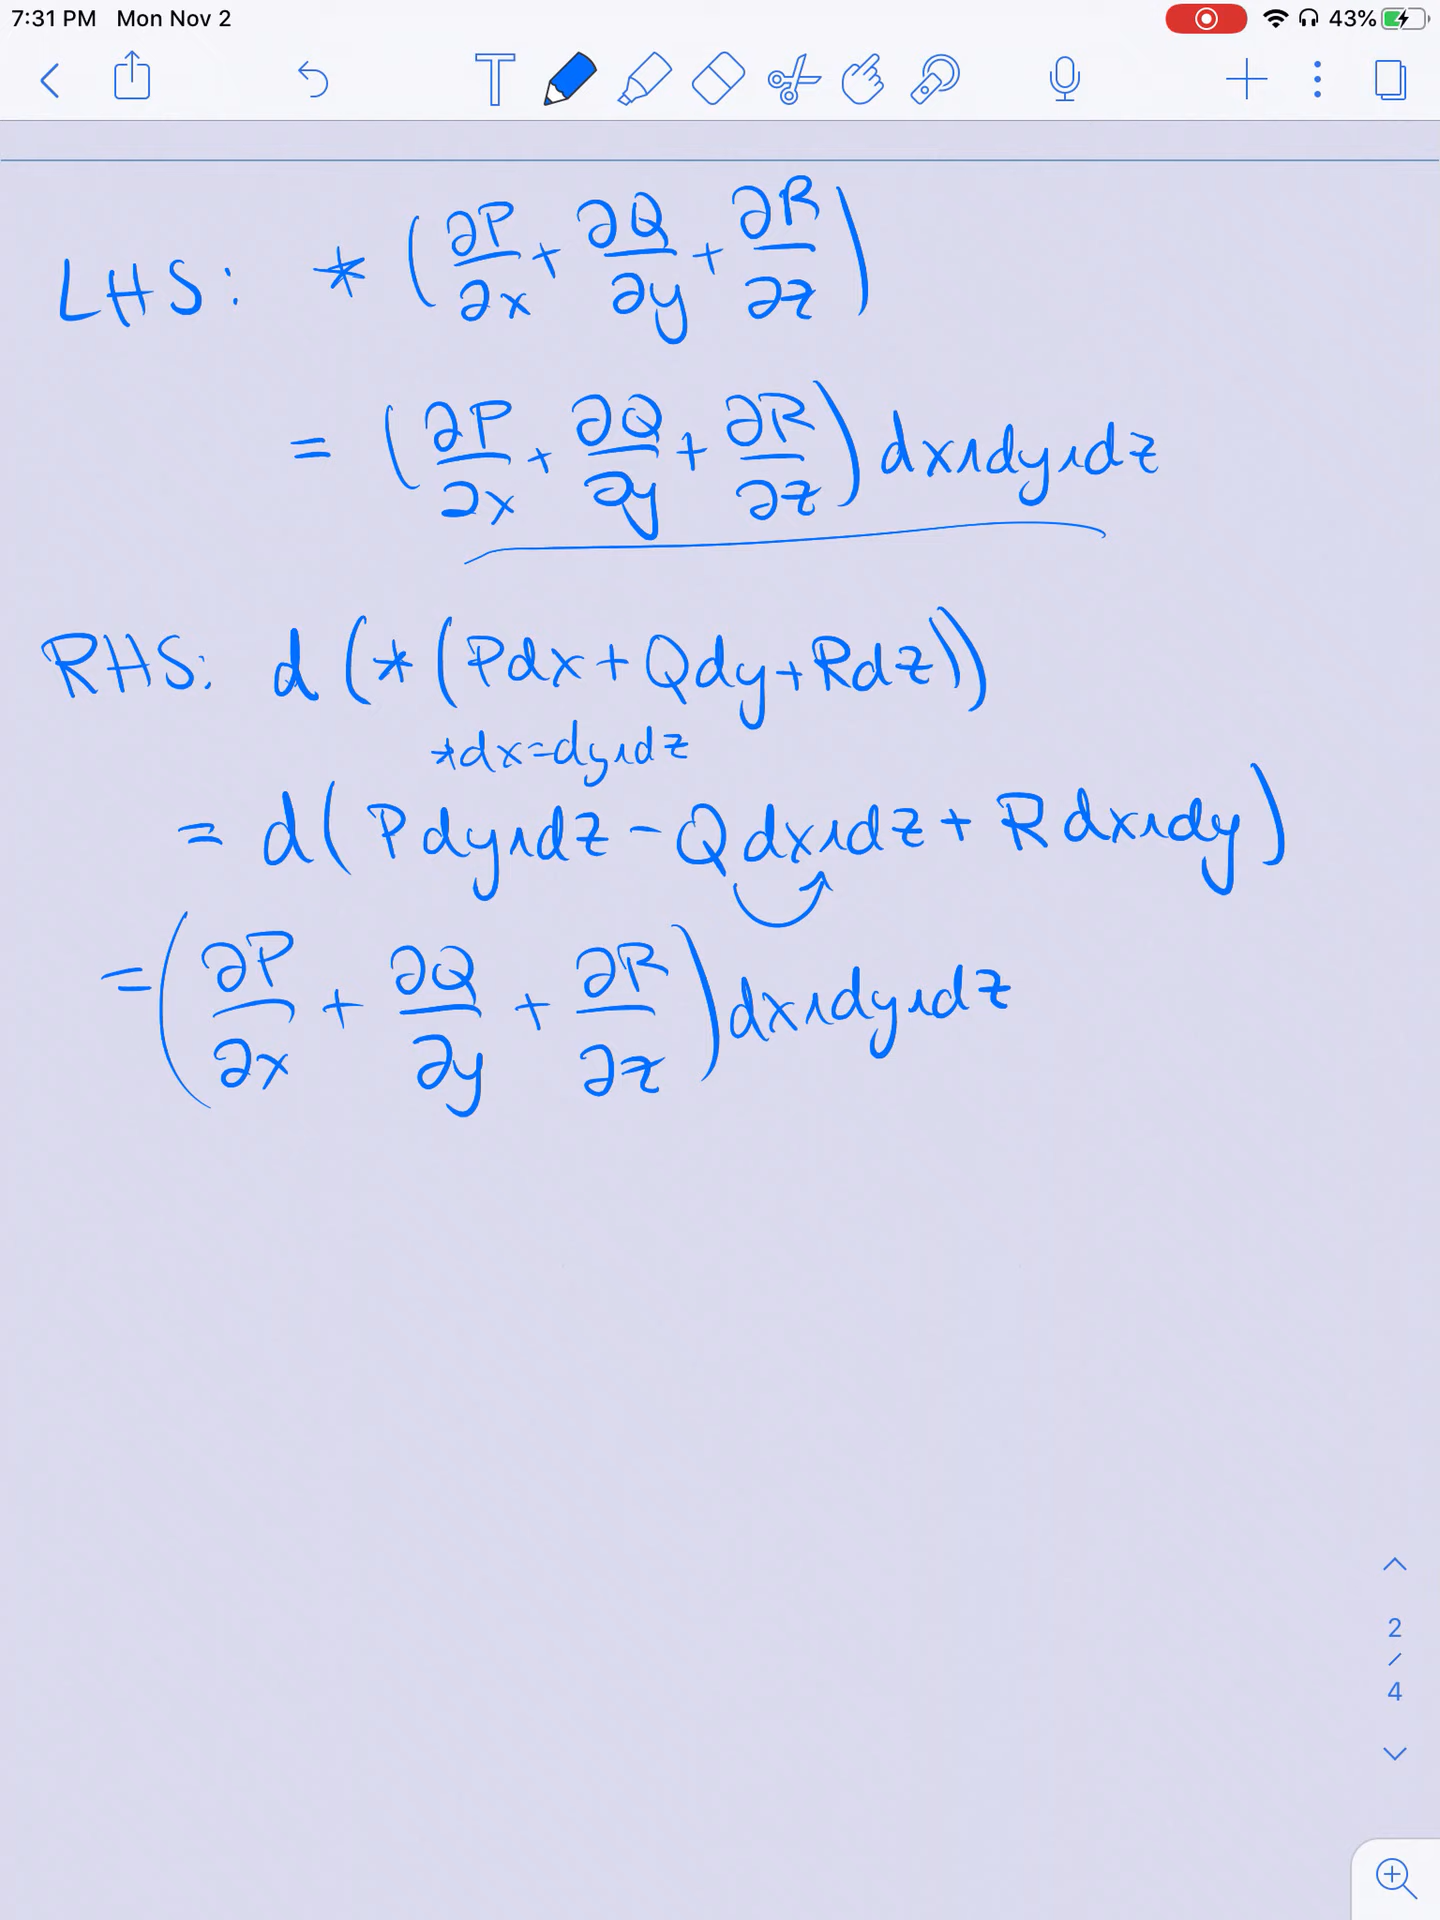 7:31 PM Mon Nov 2 43%
T
LHS: * (∂P/∂x + ∂Q/∂y + ∂R/∂z)
= (∂P/∂x + ∂Q/∂y + ∂R/∂z) dx∧dy∧dz
RHS: d (* (Pdx + Qdy + Rdz))
*dx = dy∧dz
= d( Pdy∧dz - Qdx∧dz + Rdx∧dy)
= (∂P/∂x + ∂Q/∂y + ∂R/∂z) dx∧dy∧dz
2
/
4